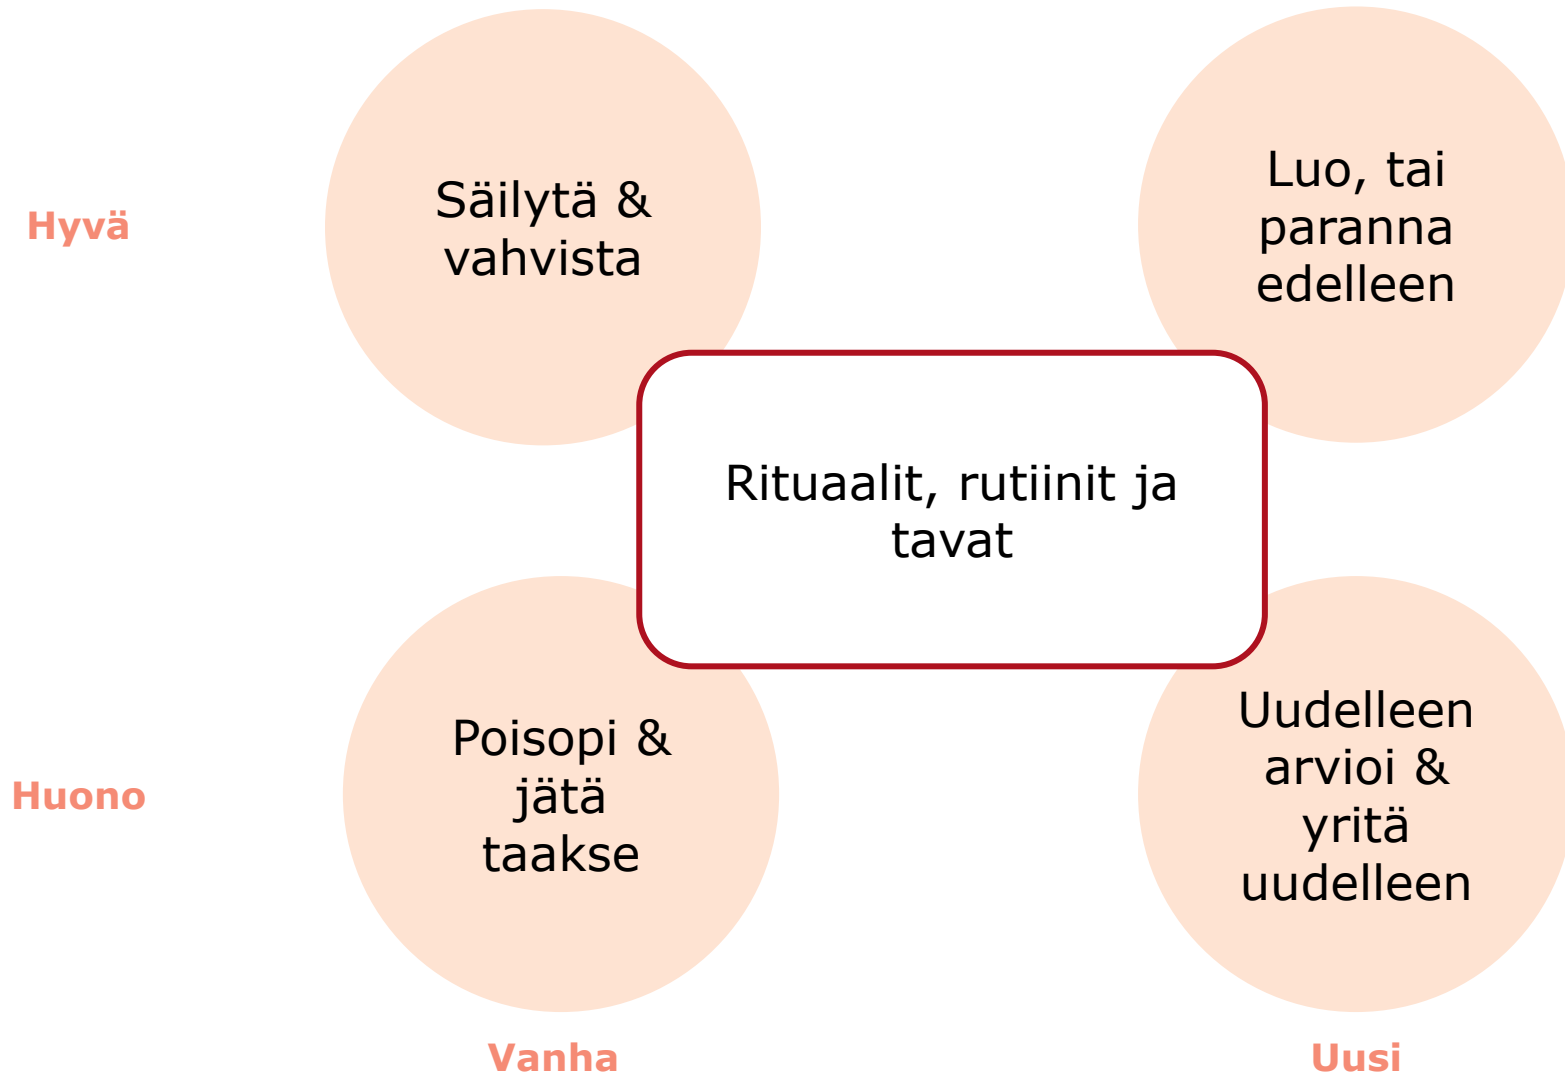 Hyvä
Säilytä &
vahvista
Luo, tai
paranna
edelleen
Rituaalit, rutiinit ja
tavat
Huono
Poisopi &
jätä
taakse
Uudelleen
arvioi &
yritä
uudelleen
Vanha
Uusi